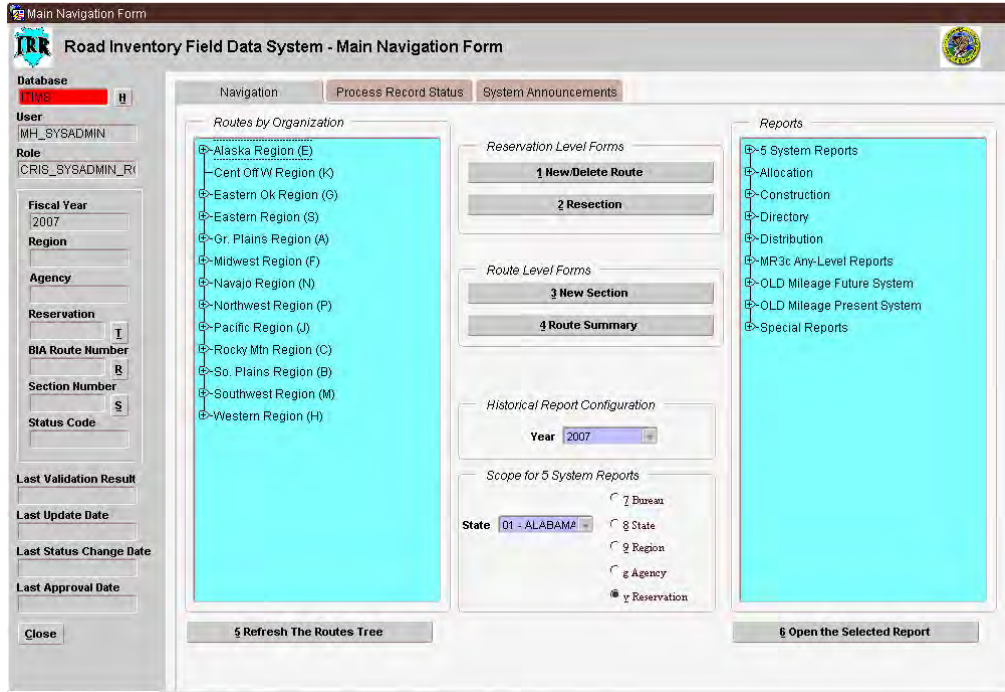 Main Navigation Form
IRR Road Inventory Field Data System - Main Navigation Form
Database
ITIMS H
User
MH_SYSADMIN
Role
CRIS_SYSADMIN_R(
Fiscal Year
2007
Region
Agency
Reservation
T
BIA Route Number
R
Section Number
S
Status Code
Last Validation Result
Last Update Date
Last Status Change Date
Last Approval Date
Close
Navigation Process Record Status System Announcements
Routes by Organization
Alaska Region (E)
Cent Off W Region (K)
Eastern Ok Region (G)
Eastern Region (S)
Gr. Plains Region (A)
Midwest Region (F)
Navajo Region (N)
Northwest Region (P)
Pacific Region (J)
Rocky Mtn Region (C)
So. Plains Region (B)
Southwest Region (M)
Western Region (H)
5 Refresh The Routes Tree
Reservation Level Forms
1 New/Delete Route
2 Resection
Route Level Forms
3 New Section
4 Route Summary
Historical Report Configuration
Year 2007
Scope for 5 System Reports
State 01 - ALABAMA
7 Bureau
8 State
9 Region
g Agency
y Reservation
Reports
5 System Reports
Allocation
Construction
Directory
Distribution
MR3c Any-Level Reports
OLD Mileage Future System
OLD Mileage Present System
Special Reports
6 Open the Selected Report